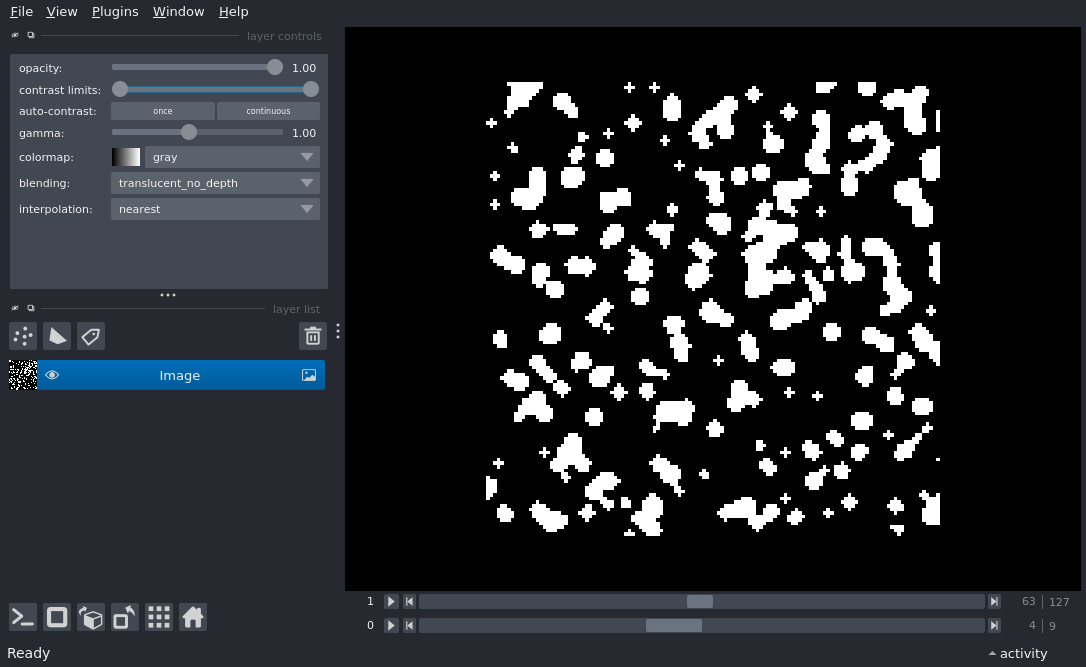 File View Plugins Window Help
layer controls
opacity: 1.00
contrast limits:
auto-contrast: once continuous
gamma: 1.00
colormap: gray
blending: translucent_no_depth
interpolation: nearest
layer list
Image
1 63 127
0 4 9
Ready activity